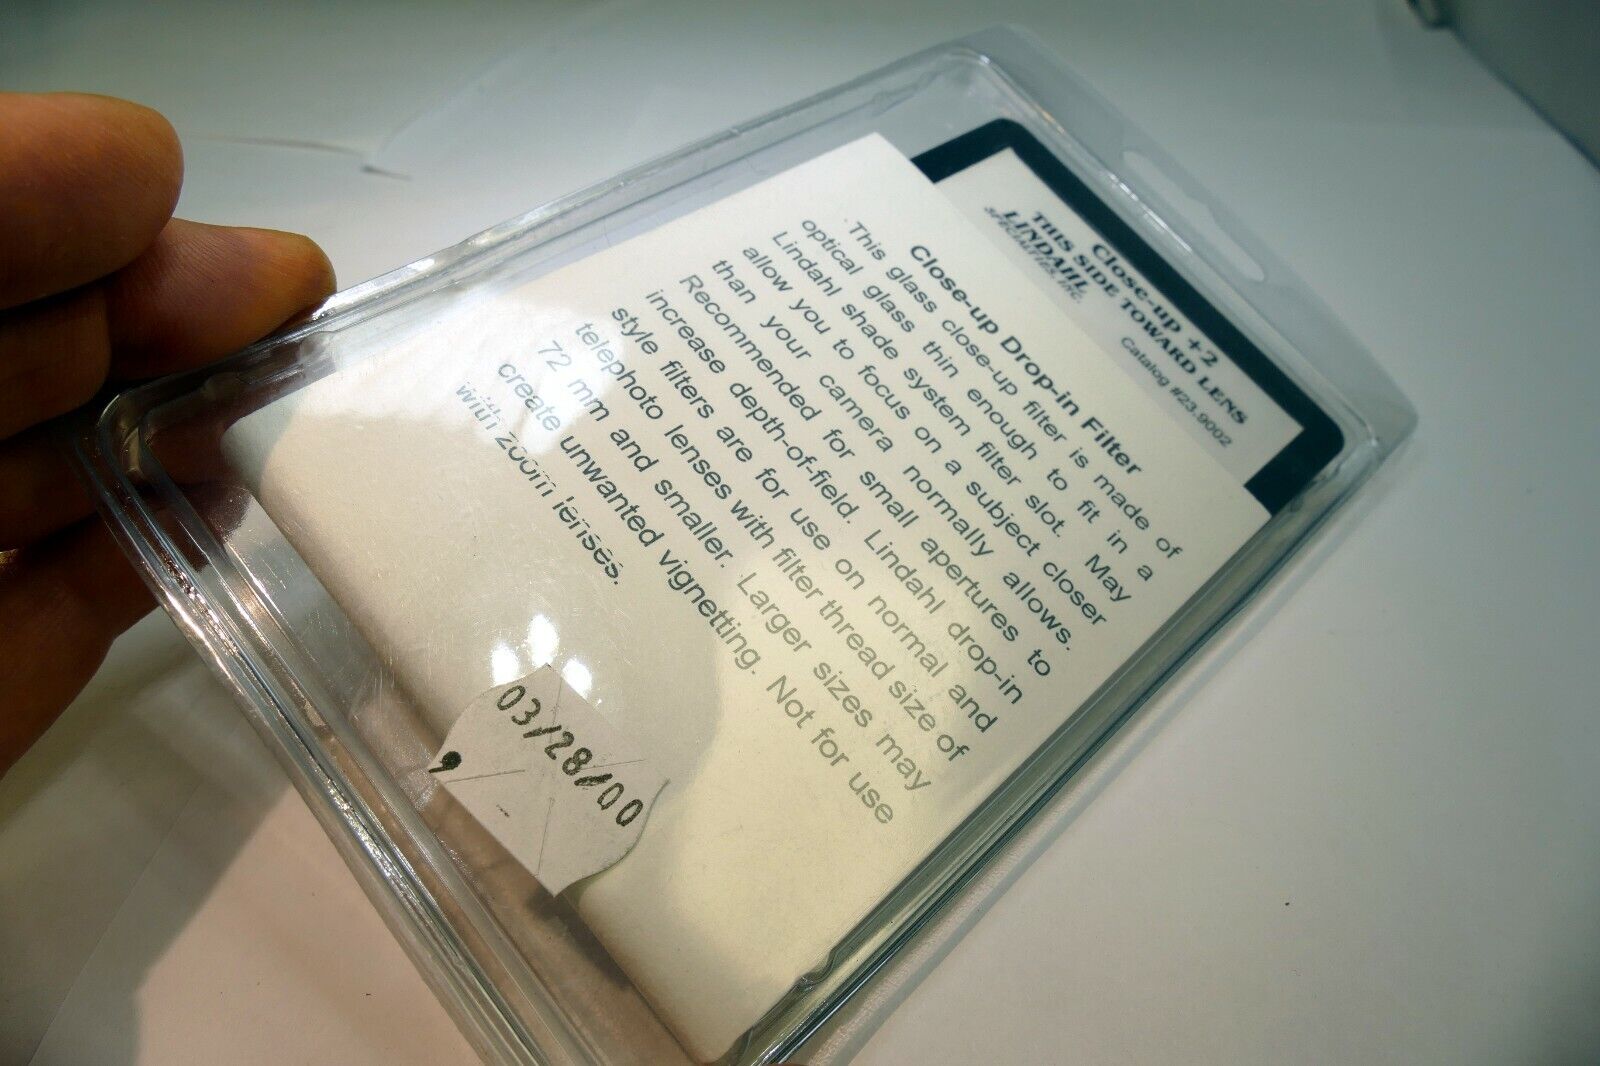 Close-up +2
THIS SIDE TOWARD LENS
LINDAHL
SPECIALTIES, INC.
Catalog #23.9002
Close-up Drop-in Filter
This glass close-up filter is made of
optical glass thin enough to fit in a
Lindahl shade system filter slot. May
allow you to focus on a subject closer
than your camera normally allows.
Recommended for small apertures to
increase depth-of-field. Lindahl drop-in
style filters are for use on normal and
telephoto lenses with filter thread size of
72 mm and smaller. Larger sizes may
create unwanted vignetting. Not for use
with zoom lenses.
03/28/00